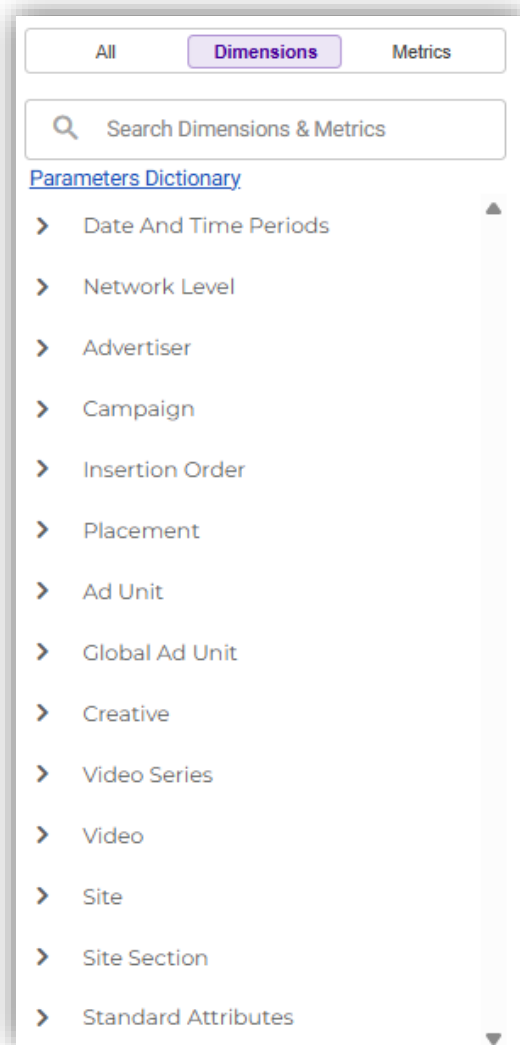 All Dimensions Metrics
Search Dimensions & Metrics
Parameters Dictionary
Date And Time Periods
Network Level
Advertiser
Campaign
Insertion Order
Placement
Ad Unit
Global Ad Unit
Creative
Video Series
Video
Site
Site Section
Standard Attributes